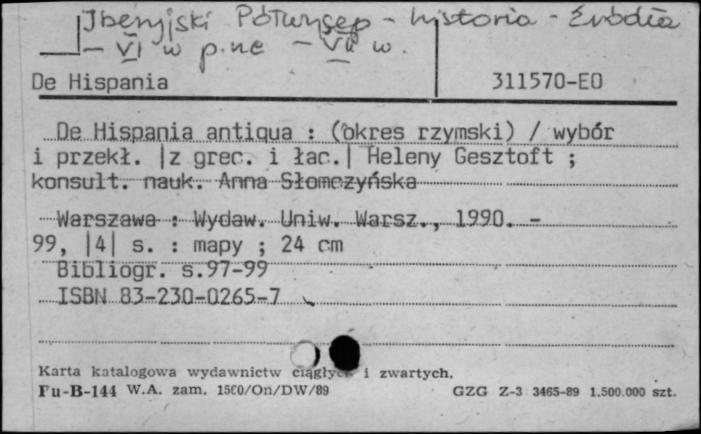 Iberyjski Półwysep - historia - źródła
- VI w p.n.e - VII w.
De Hispania 311570-EO
De Hispania antiqua : (okres rzymski) / wybór
i przekł. |z grec. i łac.| Heleny Gesztoft ;
konsult. nauk. Anna Słomczyńska
Warszawa : Wydaw. Uniw. Warsz., 1990. -
99, |4| s. : mapy ; 24 cm
Bibliogr. s.97-99
ISBN 83-230-0265-7
Karta katalogowa wydawnictw ciągłych i zwartych.
Pu-B-144 W.A. zam. 1500/On/DW/89 GZG Z-3 3465-89 1.500.000 szt.